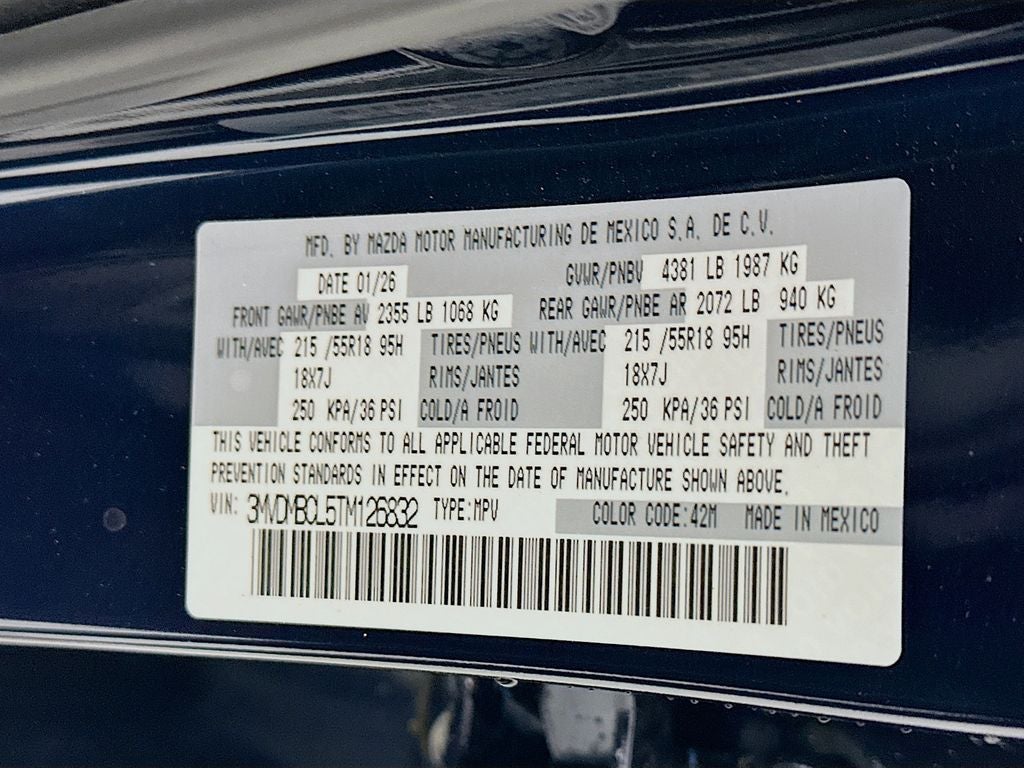 MFD. BY MAZDA MOTOR MANUFACTURING DE MEXICO S.A. DE C.V.
DATE 01/26 GVWR/PNBV 4381 LB 1987 KG
FRONT GAWR/PNBE AV 2355 LB 1068 KG REAR GAWR/PNBE AR 2072 LB 940 KG
WITH/AVEC 215 /55R18 95H TIRES/PNEUS WITH/AVEC 215 /55R18 95H TIRES/PNEUS
18X7J RIMS/JANTES 18X7J RIMS/JANTES
250 KPA/36 PSI COLD/A FROID 250 KPA/36 PSI COLD/A FROID
THIS VEHICLE CONFORMS TO ALL APPLICABLE FEDERAL MOTOR VEHICLE SAFETY AND THEFT
PREVENTION STANDARDS IN EFFECT ON THE DATE OF MANUFACTURE SHOWN ABOVE.
VIN: 3MVDMBCL5TM126832 TYPE:MPV COLOR CODE:42M MADE IN MEXICO